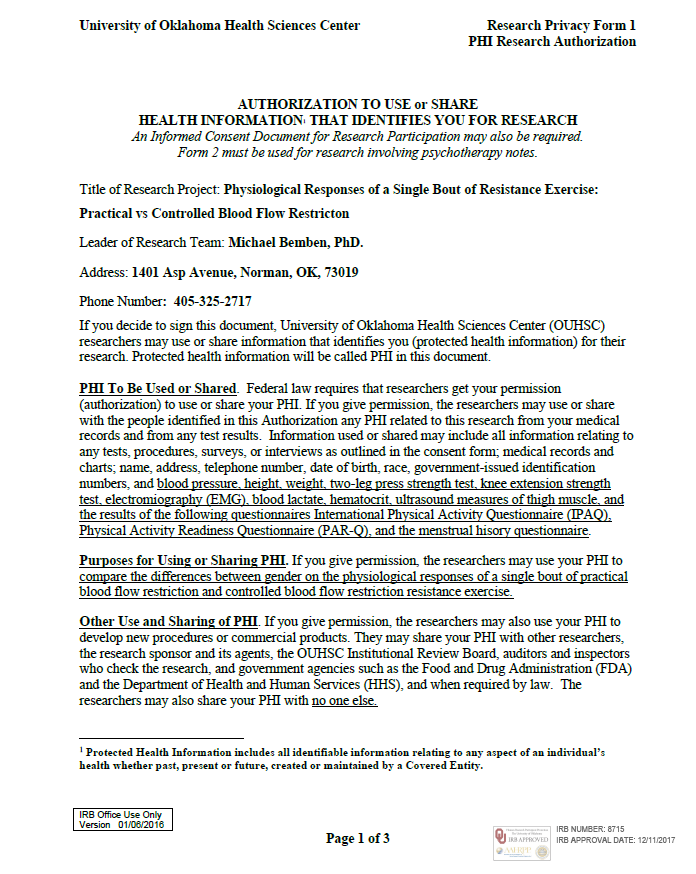 University of Oklahoma Health Sciences Center Research Privacy Form 1
PHI Research Authorization
AUTHORIZATION TO USE or SHARE
HEALTH INFORMATION¹ THAT IDENTIFIES YOU FOR RESEARCH
An Informed Consent Document for Research Participation may also be required.
Form 2 must be used for research involving psychotherapy notes.
Title of Research Project: Physiological Responses of a Single Bout of Resistance Exercise:
Practical vs Controlled Blood Flow Restricton
Leader of Research Team: Michael Bemben, PhD.
Address: 1401 Asp Avenue, Norman, OK, 73019
Phone Number: 405-325-2717
If you decide to sign this document, University of Oklahoma Health Sciences Center (OUHSC)
researchers may use or share information that identifies you (protected health information) for their
research. Protected health information will be called PHI in this document.
PHI To Be Used or Shared. Federal law requires that researchers get your permission
(authorization) to use or share your PHI. If you give permission, the researchers may use or share
with the people identified in this Authorization any PHI related to this research from your medical
records and from any test results. Information used or shared may include all information relating to
any tests, procedures, surveys, or interviews as outlined in the consent form; medical records and
charts; name, address, telephone number, date of birth, race, government-issued identification
numbers, and blood pressure, height, weight, two-leg press strength test, knee extension strength
test, electromiography (EMG), blood lactate, hematocrit, ultrasound measures of thigh muscle, and
the results of the following questionnaires International Physical Activity Questionnaire (IPAQ),
Physical Activity Readiness Questionnaire (PAR-Q), and the menstrual hisory questionnaire.
Purposes for Using or Sharing PHI. If you give permission, the researchers may use your PHI to
compare the differences between gender on the physiological responses of a single bout of practical
blood flow restriction and controlled blood flow restriction resistance exercise.
Other Use and Sharing of PHI. If you give permission, the researchers may also use your PHI to
develop new procedures or commercial products. They may share your PHI with other researchers,
the research sponsor and its agents, the OUHSC Institutional Review Board, auditors and inspectors
who check the research, and government agencies such as the Food and Drug Administration (FDA)
and the Department of Health and Human Services (HHS), and when required by law. The
researchers may also share your PHI with no one else.
¹ Protected Health Information includes all identifiable information relating to any aspect of an individual's
health whether past, present or future, created or maintained by a Covered Entity.
IRB Office Use Only
Version 01/06/2016
Page 1 of 3
IRB APPROVED
IRB NUMBER: 8715
IRB APPROVAL DATE: 12/11/2017